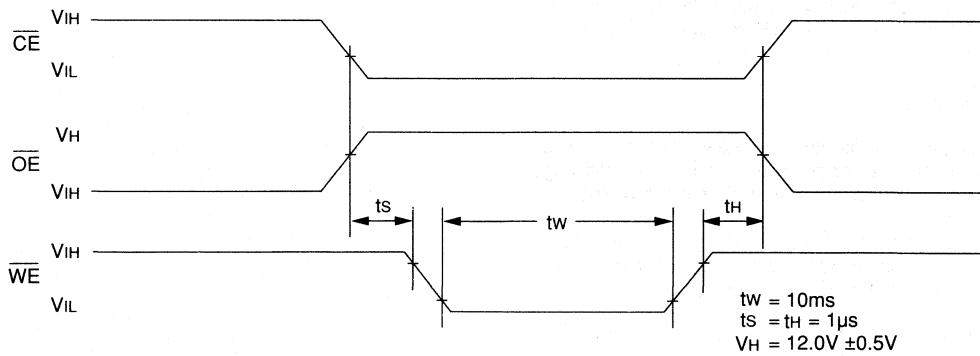 VIH
CE
VIL
VH
OE
VIH
tS
tW
tH
VIH
WE
VIL
tW = 10ms
tS = tH = 1µs
VH = 12.0V ±0.5V